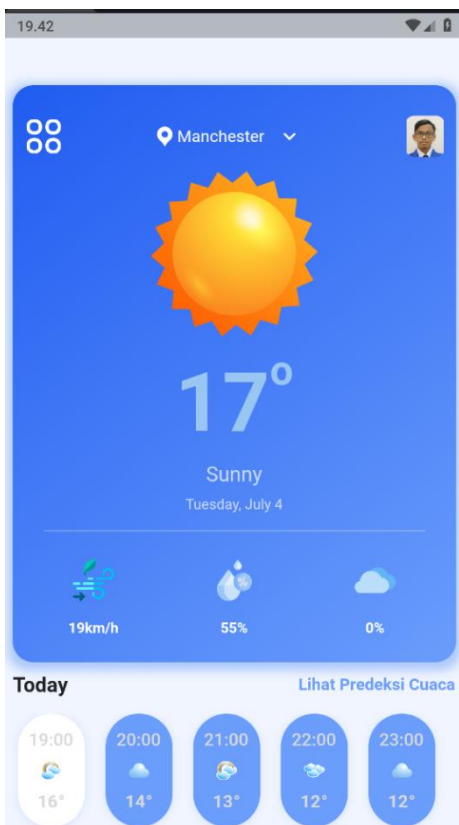 19.42
Manchester
17°
Sunny
Tuesday, July 4
19km/h 55% 0%
Today Lihat Predeksi Cuaca
19:00 20:00 21:00 22:00 23:00
16° 14° 13° 12° 12°